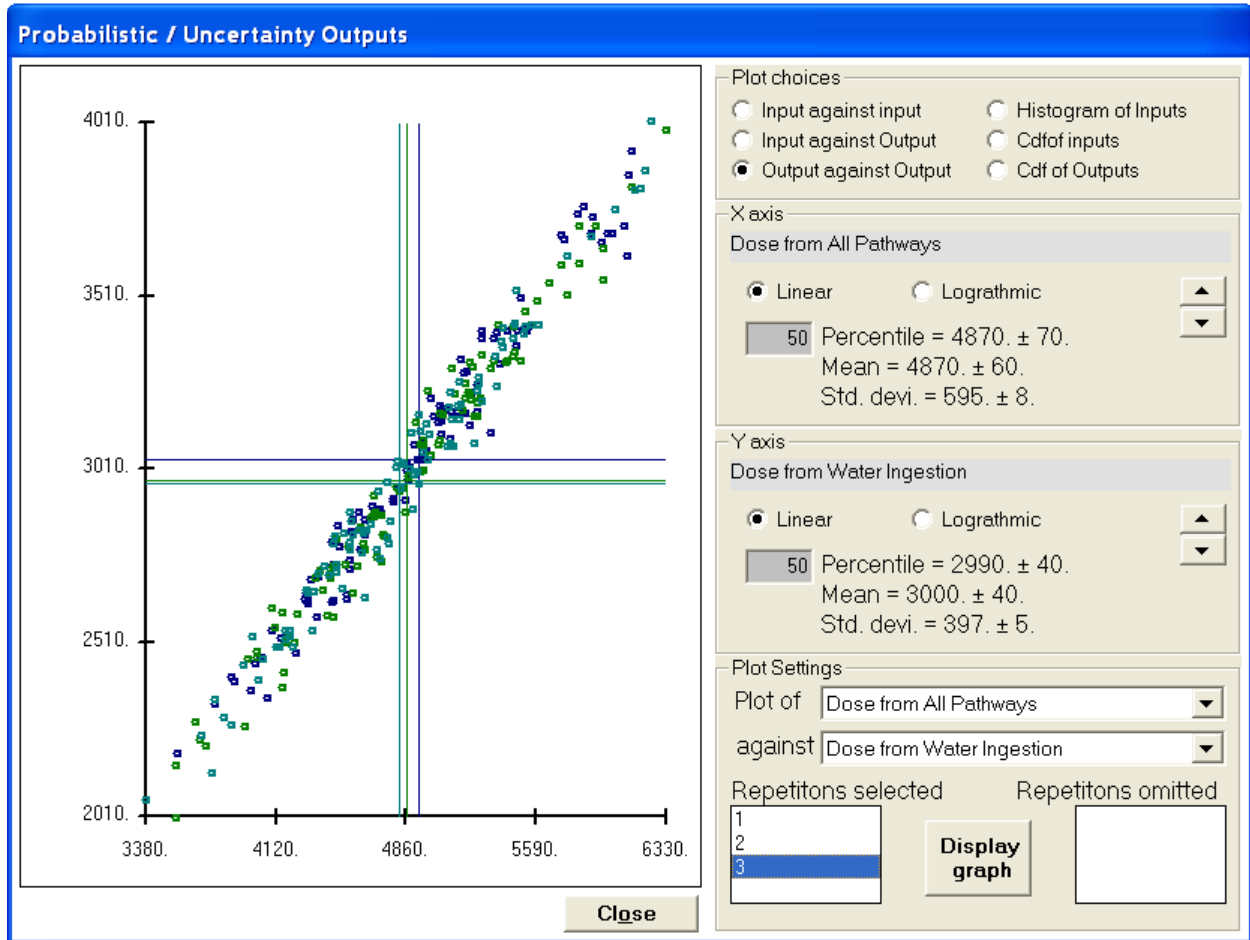 Probabilistic / Uncertainty Outputs
4010.
3510.
3010.
2510.
2010.
3380. 4120. 4860. 5590. 6330.
Close
Plot choices
Input against input Histogram of Inputs
Input against Output Cdfof inputs
Output against Output Cdf of Outputs
X axis
Dose from All Pathways
Linear Lograthmic
50 Percentile = 4870. ± 70.
Mean = 4870. ± 60.
Std. devi. = 595. ± 8.
Y axis
Dose from Water Ingestion
Linear Lograthmic
50 Percentile = 2990. ± 40.
Mean = 3000. ± 40.
Std. devi. = 397. ± 5.
Plot Settings
Plot of Dose from All Pathways
against Dose from Water Ingestion
Repetitons selected Repetitons omitted
1
2
3
Display
graph